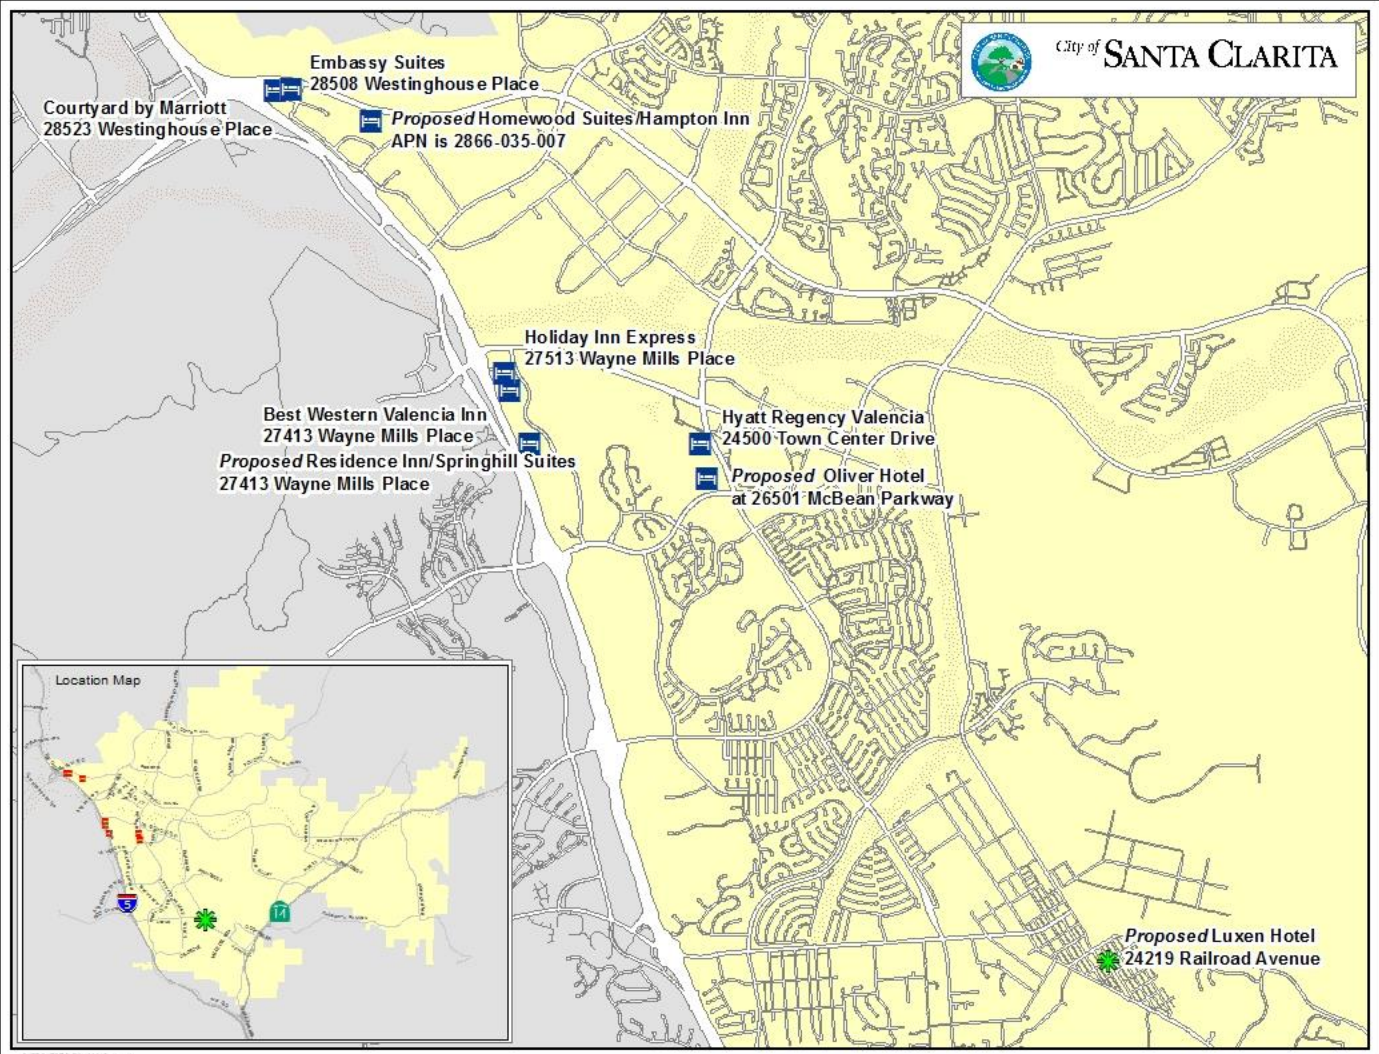 City of SANTA CLARITA
Embassy Suites
28508 Westinghouse Place
Courtyard by Marriott
28523 Westinghouse Place
Proposed Homewood Suites/Hampton Inn
APN is 2866-035-007
Holiday Inn Express
27513 Wayne Mills Place
Best Western Valencia Inn
27413 Wayne Mills Place
Proposed Residence Inn/Springhill Suites
27413 Wayne Mills Place
Hyatt Regency Valencia
24500 Town Center Drive
Proposed Oliver Hotel
at 26501 McBean Parkway
Location Map
5
14
Proposed Luxen Hotel
24219 Railroad Avenue